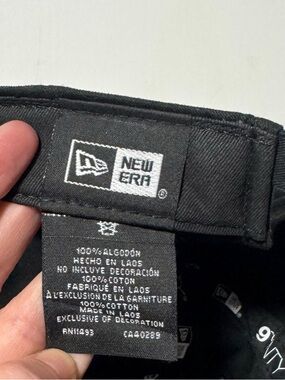 NEW
ERA
®
100% ALGODÓN
HECHO EN LAOS
NO INCLUYE DECORACIÓN
100% COTON
FABRIQUÉ EN LAOS
À L'EXCLUSION DE LA GARNITURE
100% COTTON
MADE IN LAOS
EXCLUSIVE OF DECORATION
RN11493 CA40289